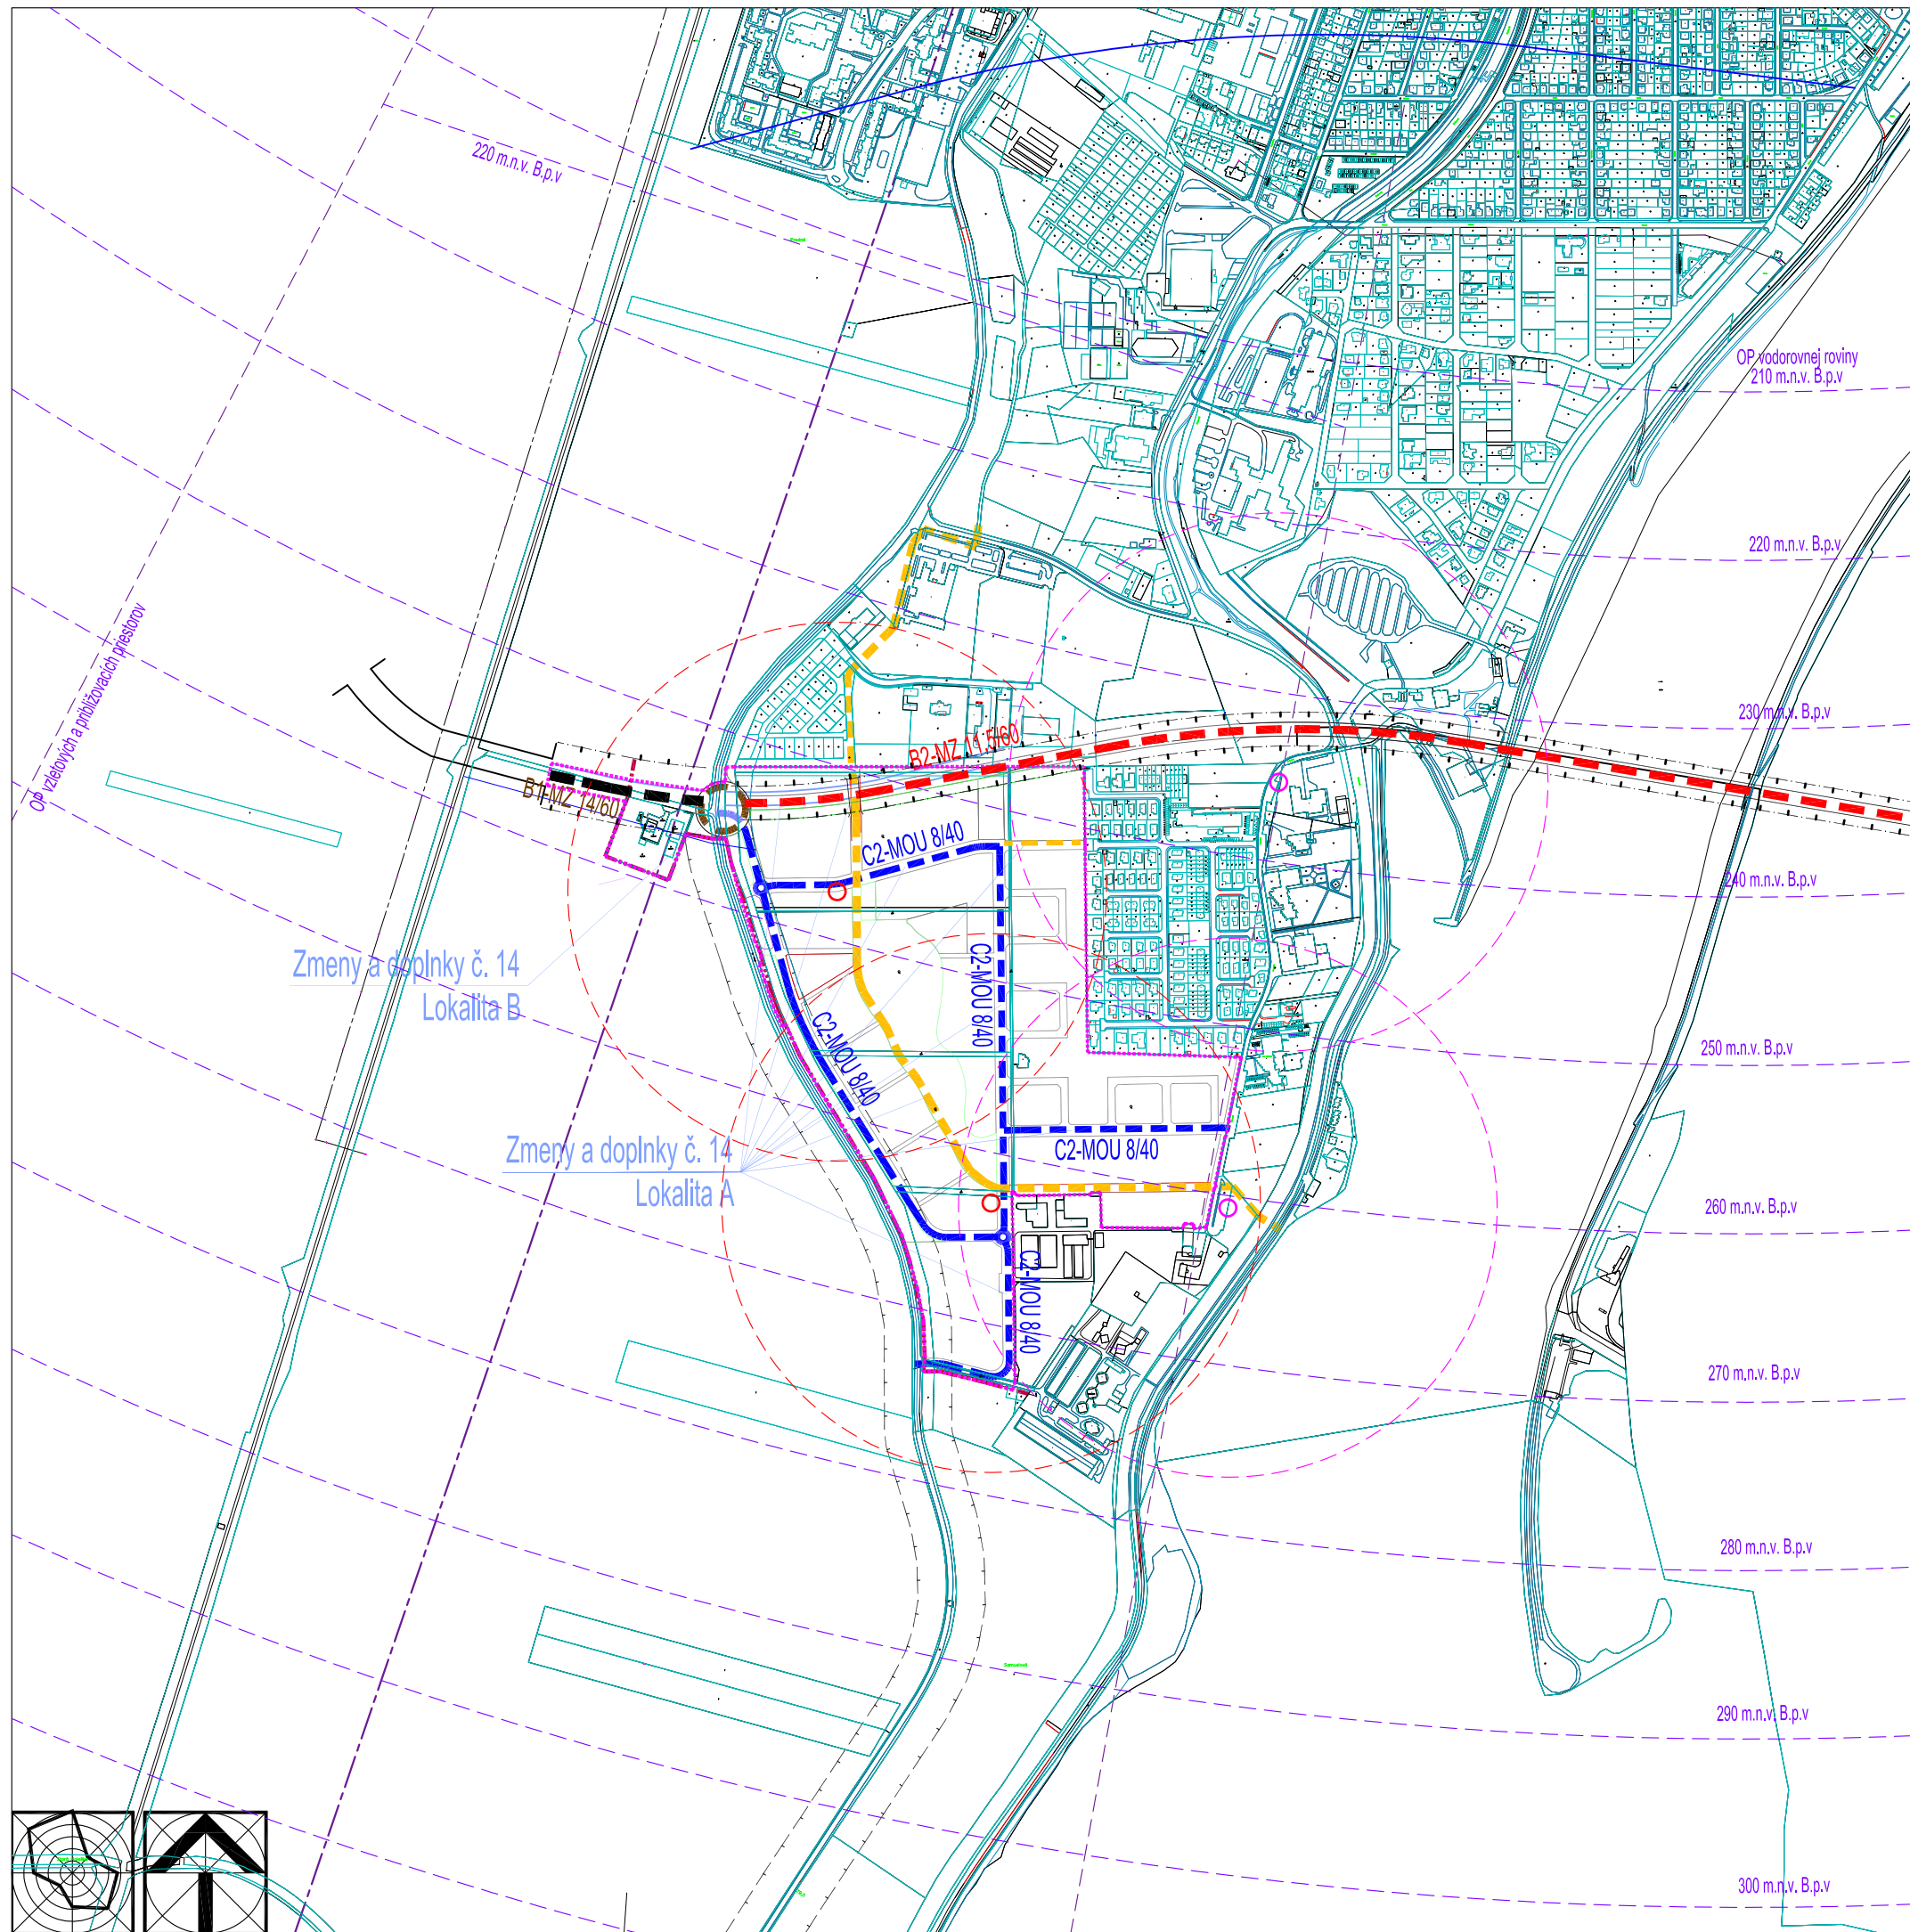 220 m.n.v. B.p.v
OP vodorovnej roviny
210 m.n.v. B.p.v
220 m.n.v. B.p.v
OP vzletových a približovacích priestorov
230 m.n.v. B.p.v
B2-MZ 11,5/60
B1-MZ 14/60
C2-MOU 8/40
240 m.n.v. B.p.v
Zmeny a doplnky č. 14
Lokalita B
C2-MOU 8/40
C2-MOU 8/40
250 m.n.v. B.p.v
Zmeny a doplnky č. 14
Lokalita A
C2-MOU 8/40
260 m.n.v. B.p.v
C2-MOU 8/40
270 m.n.v. B.p.v
280 m.n.v. B.p.v
290 m.n.v. B.p.v
300 m.n.v. B.p.v